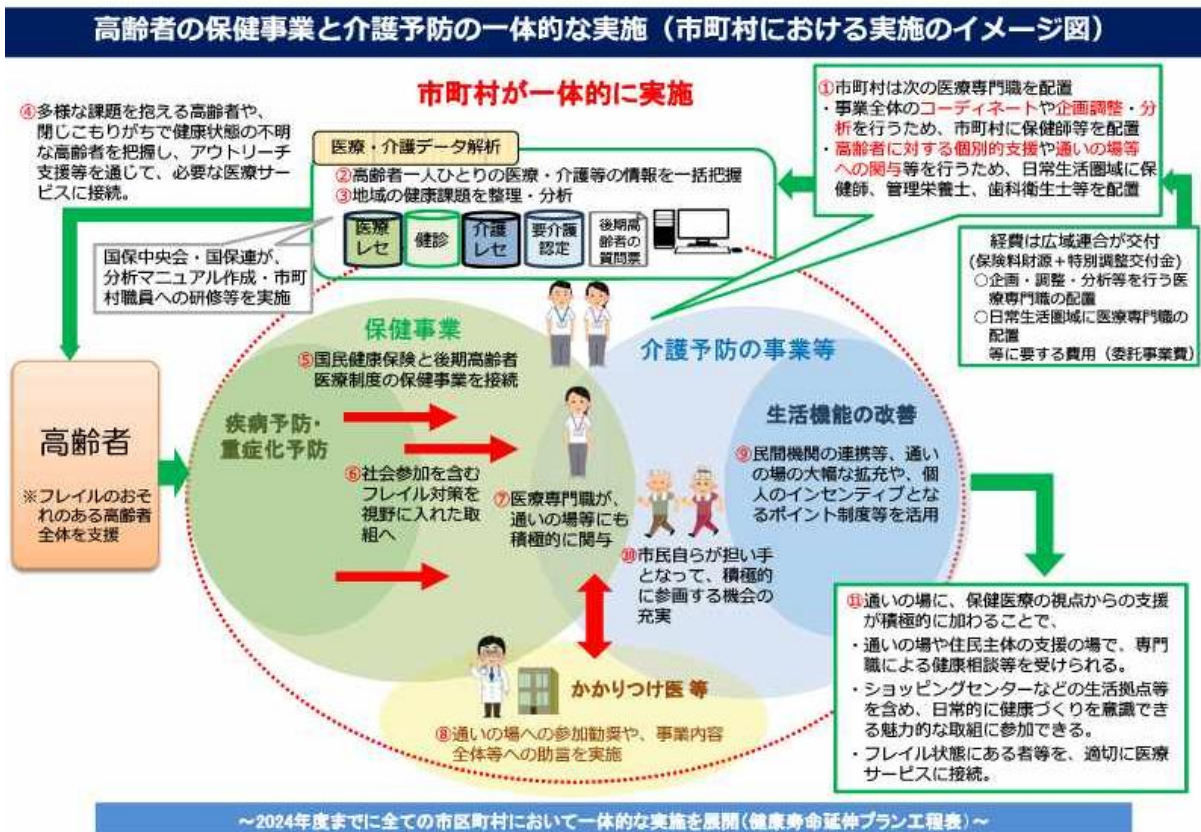 高齢者の保健事業と介護予防の一体的な実施（市町村における実施のイメージ図）
市町村が一体的に実施
④多様な課題を抱える高齢者や、
閉じこもりがちで健康状態の不明
な高齢者を把握し、アウトリーチ
支援等を通じて、必要な医療サー
ビスに接続。
医療・介護データ解析
②高齢者一人ひとりの医療・介護等の情報を一括把握
③地域の健康課題を整理・分析
医療
レセ
健診
介護
レセ
要介護
認定
後期高
齢者の
質問票
①市町村は次の医療専門職を配置
・事業全体のコーディネートや企画調整・分
析を行うため、市町村に保健師等を配置
・高齢者に対する個別的支援や通いの場等
への関与等を行うため、日常生活圏域に保
健師、管理栄養士、歯科衛生士等を配置
国保中央会・国保連が、
分析マニュアル作成・市町
村職員への研修等を実施
経費は広域連合が交付
(保険料財源＋特別調整交付金)
○企画・調整・分析等を行う医
療専門職の配置
○日常生活圏域に医療専門職の
配置
等に要する費用（委託事業費）
高齢者
※フレイルのおそ
れのある高齢者
全体を支援
保健事業
⑤国民健康保険と後期高齢者
医療制度の保健事業を接続
疾病予防・
重症化予防
⑥社会参加を含む
フレイル対策を
視野に入れた取
組へ
⑦医療専門職が、
通いの場等にも
積極的に関与
介護予防の事業等
生活機能の改善
⑨民間機関の連携等、通い
の場の大幅な拡充や、個
人のインセンティブとな
るポイント制度等を活用
⑩市民自らが担い手
となって、積極的
に参画する機会の
充実
かかりつけ医 等
⑧通いの場への参加勧奨や、事業内容
全体等への助言を実施
⑪通いの場に、保健医療の視点からの支援
が積極的に加わることで、
・通いの場や住民主体の支援の場で、専門
職による健康相談等を受けられる。
・ショッピングセンターなどの生活拠点等
を含め、日常的に健康づくりを意識でき
る魅力的な取組に参加できる。
・フレイル状態にある者等を、適切に医療
サービスに接続。
～2024年度までに全ての市区町村において一体的な実施を展開（健康寿命延伸プラン工程表）～